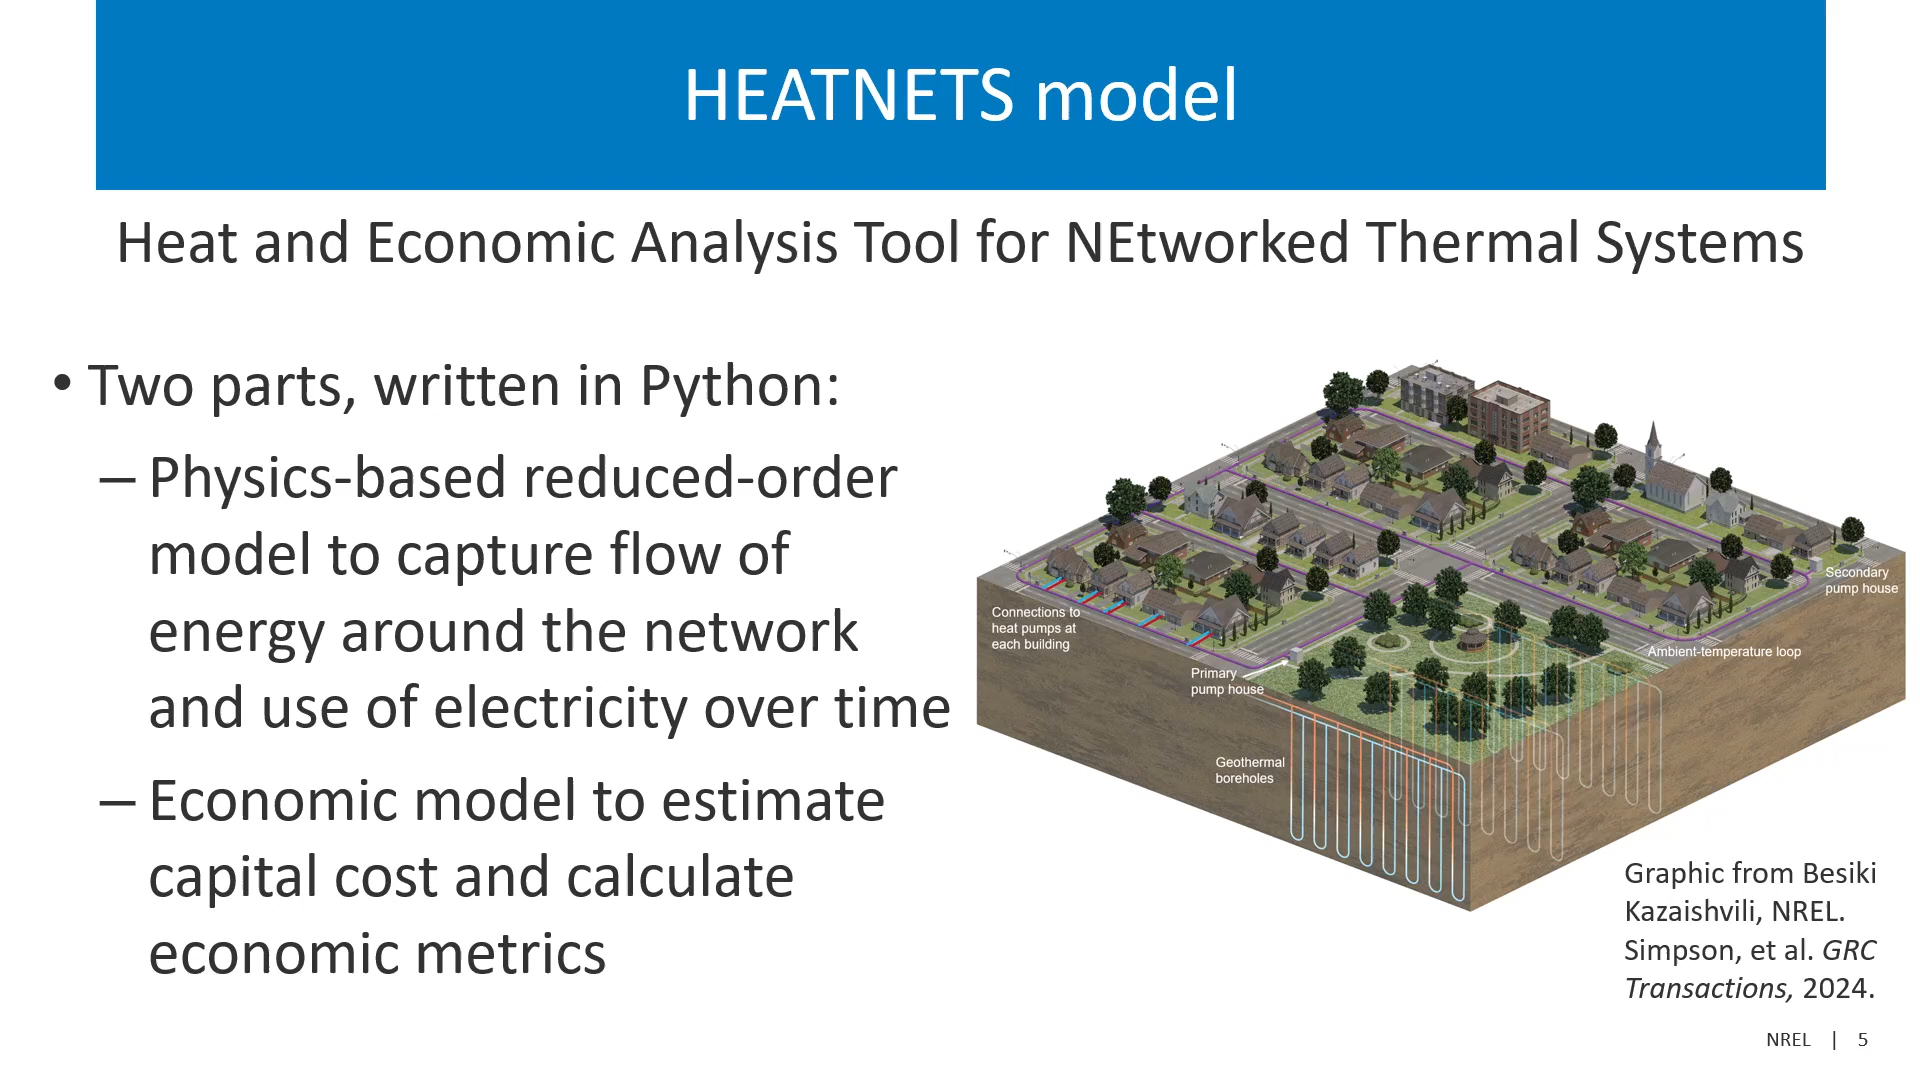 HEATNETS model
Heat and Economic Analysis Tool for NEtworked Thermal Systems
• Two parts, written in Python:
– Physics-based reduced-order
model to capture flow of
energy around the network
and use of electricity over time
– Economic model to estimate
capital cost and calculate
economic metrics
Connections to
heat pumps at
each building
Primary
pump house
Geothermal
boreholes
Secondary
pump house
Ambient-temperature loop
Graphic from Besiki
Kazaishvili, NREL.
Simpson, et al. GRC
Transactions, 2024.
NREL | 5